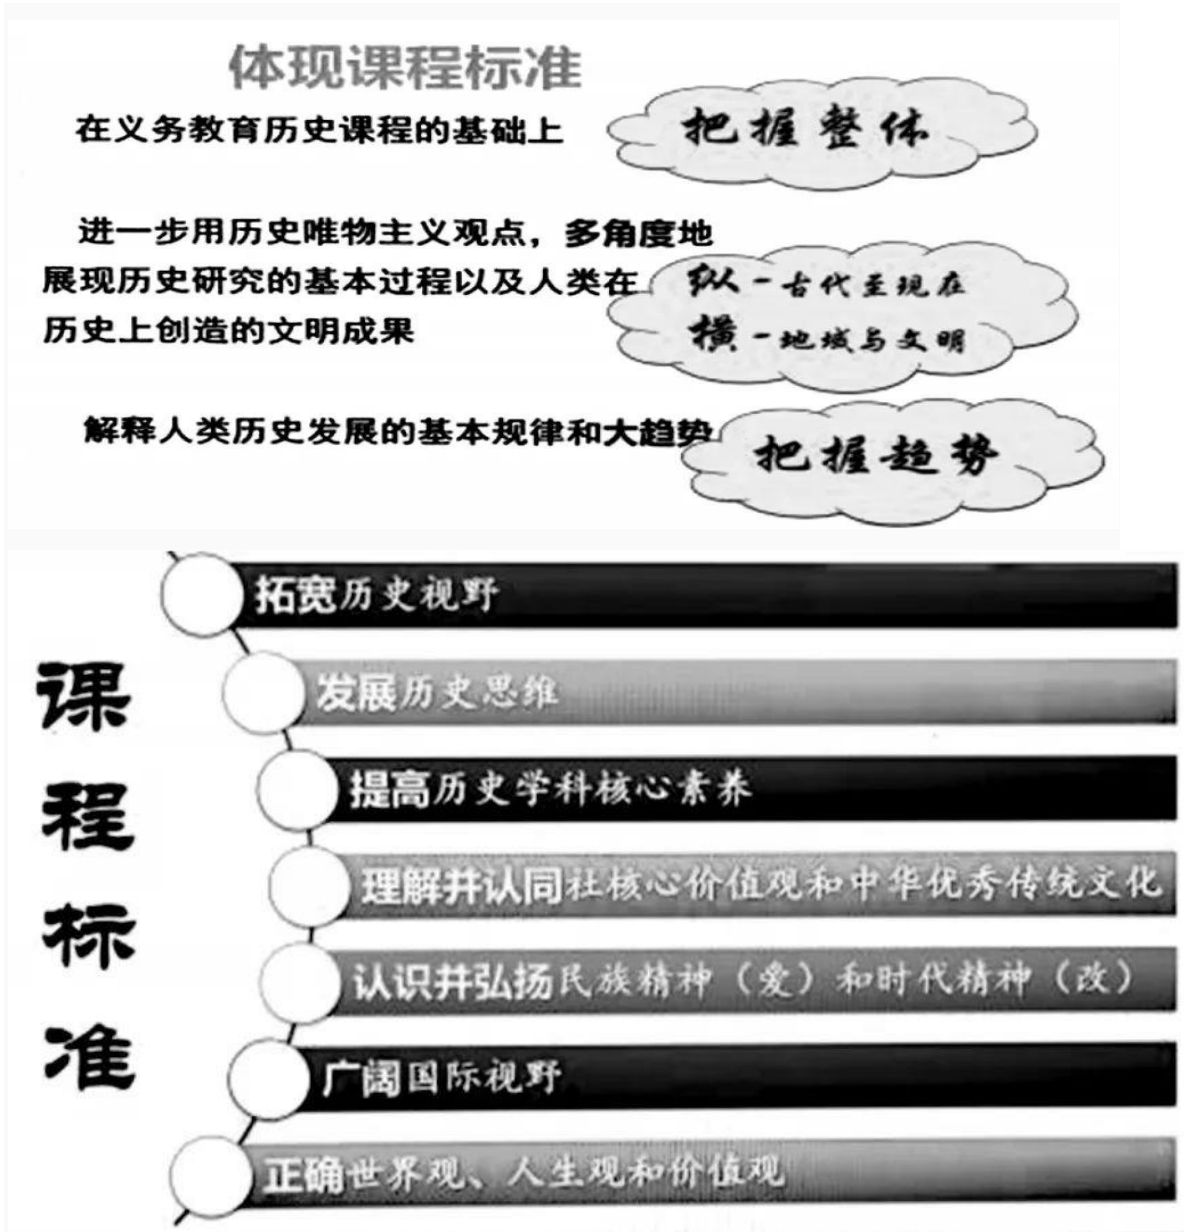 体现课程标准
在义务教育历史课程的基础上
把握整体
进一步用历史唯物主义观点，多角度地
展现历史研究的基本过程以及人类在
历史上创造的文明成果
纵-古代至现在
横-地域与文明
解释人类历史发展的基本规律和大趋势
把握趋势
课程标准
拓宽历史视野
发展历史思维
提高历史学科核心素养
理解并认同社核心价值观和中华优秀传统文化
认识并弘扬民族精神（爱）和时代精神（改）
广阔国际视野
正确世界观、人生观和价值观